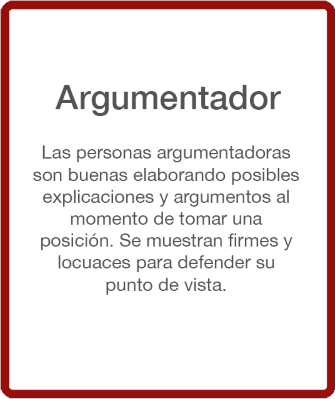 Argumentador
Las personas argumentadoras
son buenas elaborando posibles
explicaciones y argumentos al
momento de tomar una
posición. Se muestran firmes y
locuaces para defender su
punto de vista.